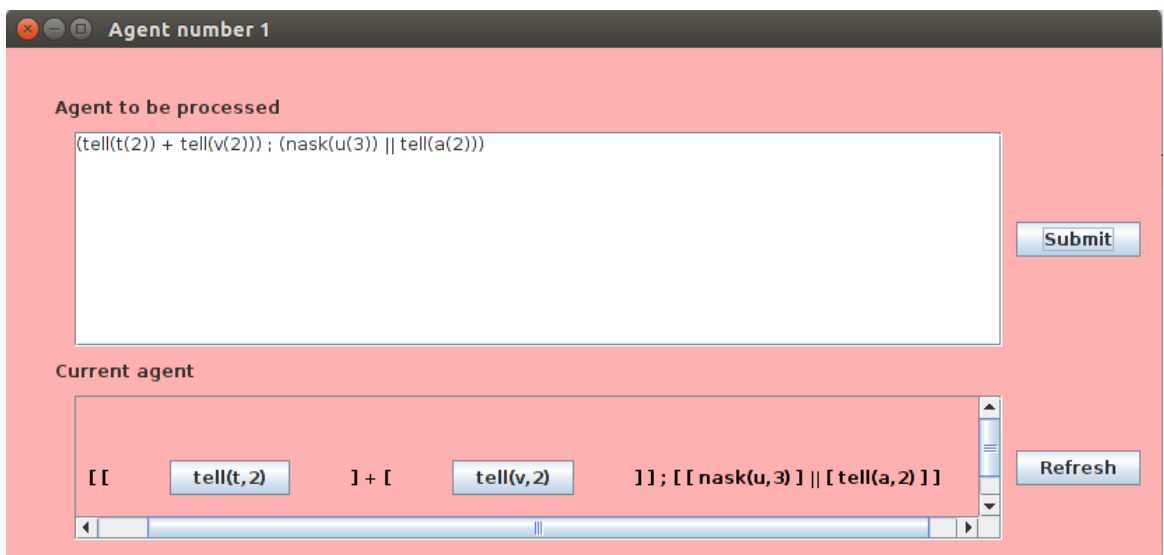 Agent number 1
Agent to be processed
(tell(t(2)) + tell(v(2))) ; (nask(u(3)) || tell(a(2)))
Submit
Current agent
[ [ tell(t,2) ] + [ tell(v,2) ] ] ; [ [ nask(u,3) ] || [ tell(a,2) ] ]
Refresh